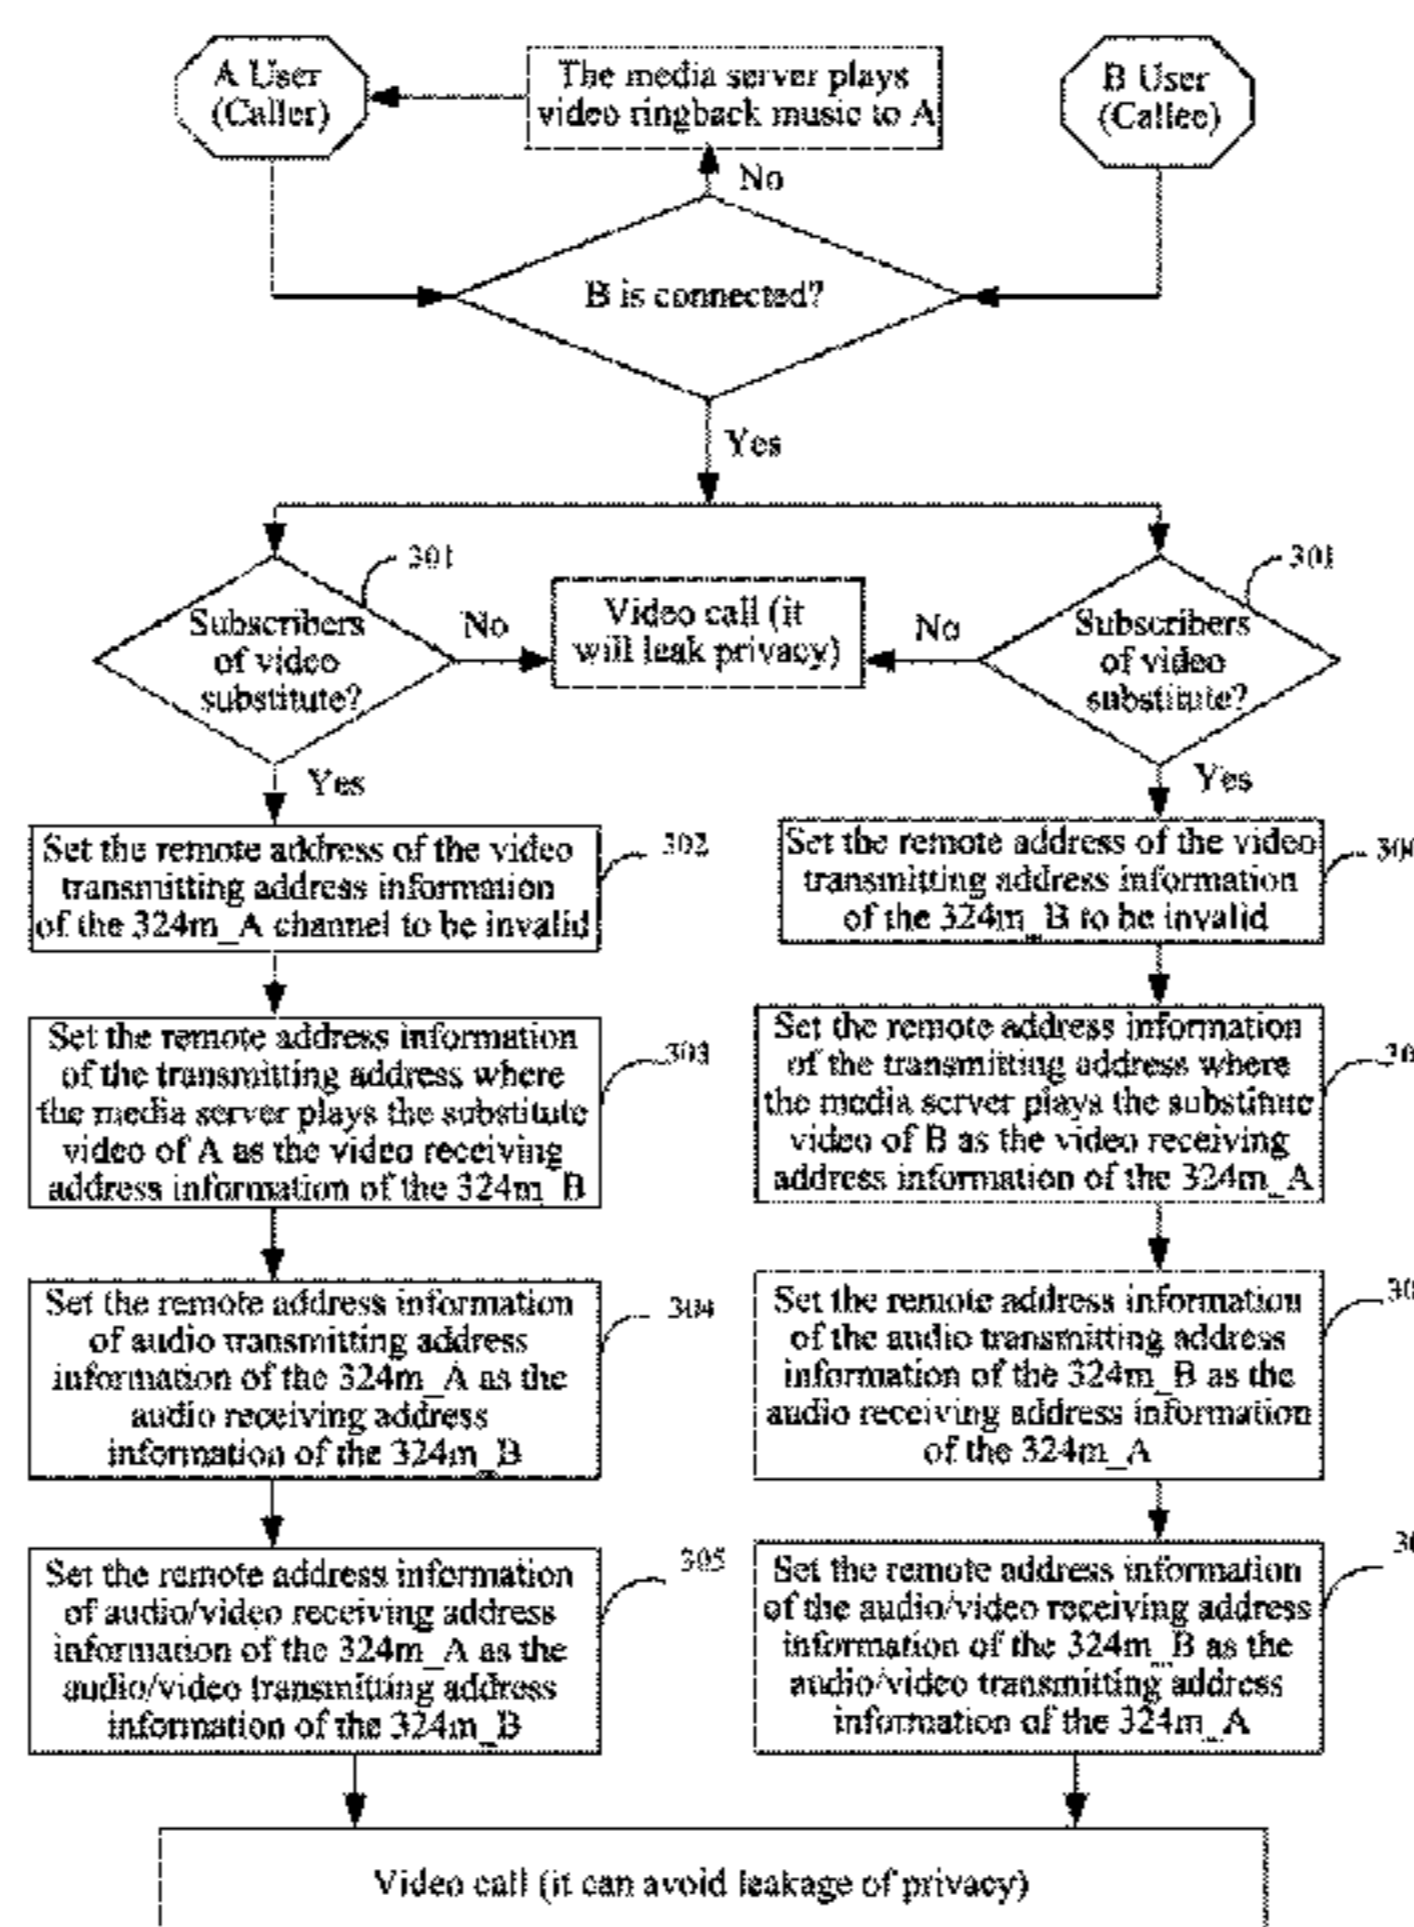 A User
(Caller)
The media server plays
video ringback music to A
B User
(Callee)
No
B is connected?
Yes
301
Subscribers
of video
substitute?
No
Video call (it
will leak privacy)
No
301
Subscribers
of video
substitute?
Yes
Yes
Set the remote address of the video
transmitting address information
of the 324m_A channel to be invalid
302
Set the remote address of the video
transmitting address information
of the 324m_B to be invalid
Set the remote address information
of the transmitting address where
the media server plays the substitute
video of A as the video receiving
address information of the 324m_B
303
Set the remote address information
of the transmitting address where
the media server plays the substitute
video of B as the video receiving
address information of the 324m_A
Set the remote address information
of audio transmitting address
information of the 324m_A as the
audio receiving address
information of the 324m_B
304
Set the remote address information
of the audio transmitting address
information of the 324m_B as the
audio receiving address information
of the 324m_A
Set the remote address information
of audio/video receiving address
information of the 324m_A as the
audio/video transmitting address
information of the 324m_B
305
Set the remote address information
of the audio/video receiving address
information of the 324m_B as the
audio/video transmitting address
information of the 324m_A
Video call (it can avoid leakage of privacy)